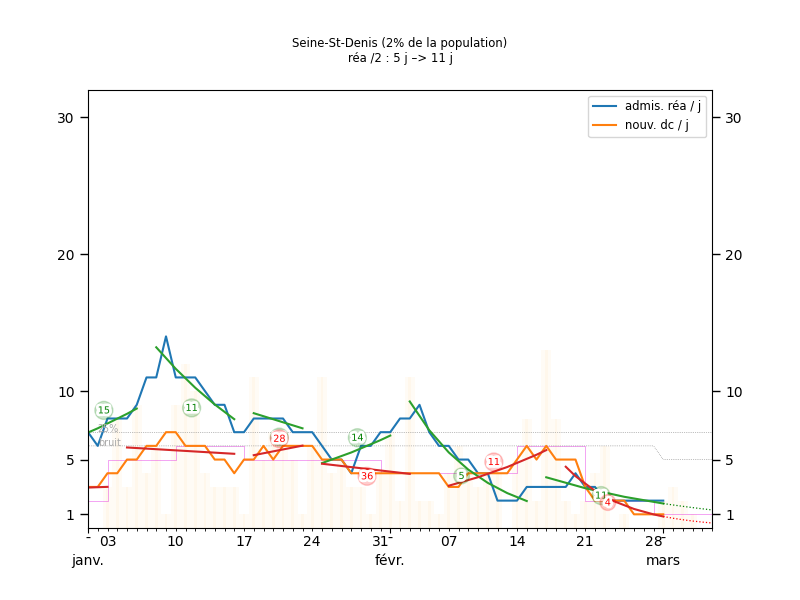 Seine-St-Denis (2% de la population)
réa /2 : 5 j –> 11 j
admis. réa / j
nouv. dc / j
30 30
20 20
10 10
5 5
1 1
15
11
28
14
36
5
11
11
4
bruit
03 10 17 24 31 07 14 21 28
janv. févr. mars